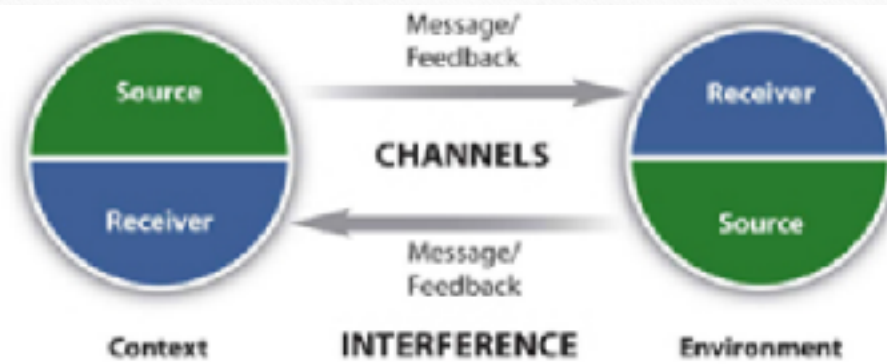 Message/
Feedback
Source
Receiver
CHANNELS
Receiver
Source
Message/
Feedback
Context
INTERFERENCE
Environment